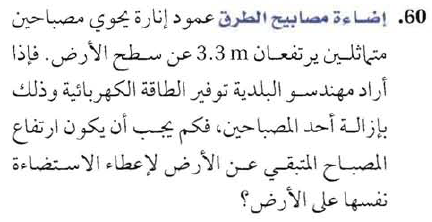 60. إضاءة مصابيح الطرق عمود إنارة يحوي مصباحين
متماثلين يرتفعان 3.3 m عن سطح الأرض. فإذا
أراد مهندسو البلدية توفير الطاقة الكهربائية وذلك
بإزالة أحد المصباحين، فكم يجب أن يكون ارتفاع
المصباح المتبقي عن الأرض لإعطاء الاستضاءة
نفسها على الأرض؟